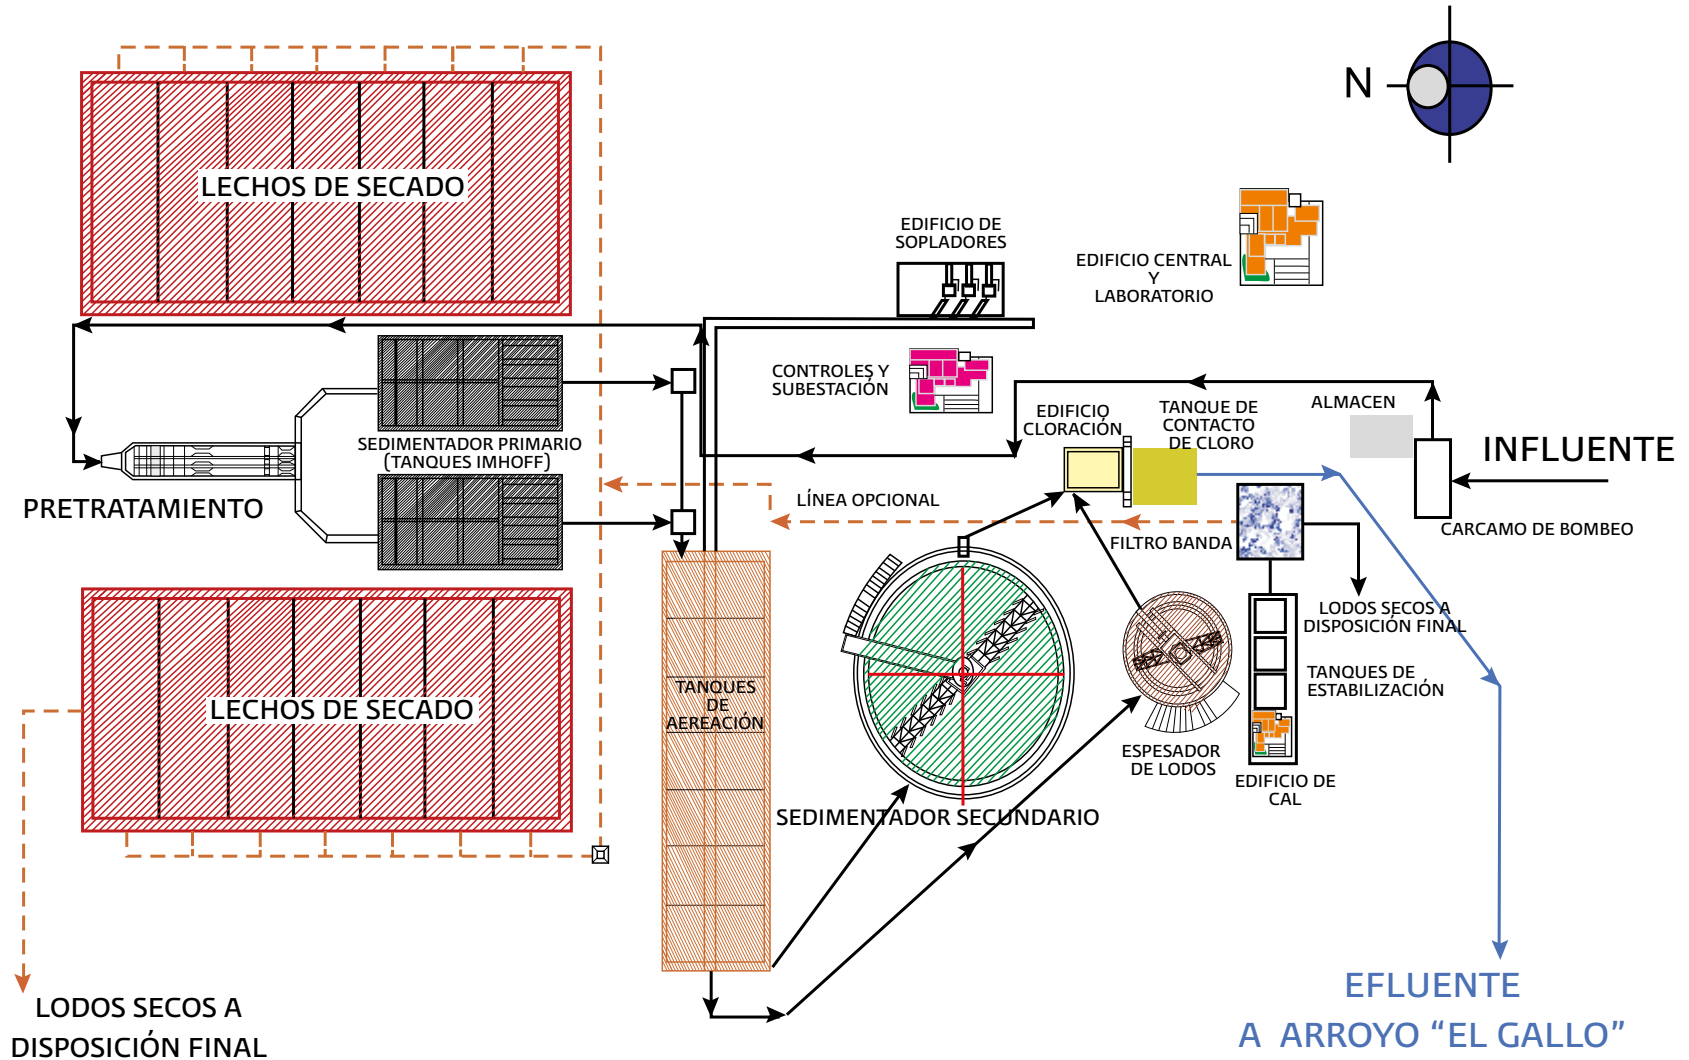 N
LECHOS DE SECADO
EDIFICIO DE
SOPLADORES
EDIFICIO CENTRAL
Y
LABORATORIO
CONTROLES Y
SUBESTACIÓN
EDIFICIO
CLORACIÓN
TANQUE DE
CONTACTO
DE CLORO
ALMACEN
INFLUENTE
SEDIMENTADOR PRIMARIO
(TANQUES IMHOFF)
PRETRATAMIENTO
LÍNEA OPCIONAL
FILTRO BANDA
CARCAMO DE BOMBEO
LODOS SECOS A
DISPOSICIÓN FINAL
TANQUES DE
ESTABILIZACIÓN
LECHOS DE SECADO
TANQUES
DE
AEREACIÓN
ESPESADOR
DE LODOS
EDIFICIO DE
CAL
SEDIMENTADOR SECUNDARIO
LODOS SECOS A
DISPOSICIÓN FINAL
EFLUENTE
A ARROYO “EL GALLO”